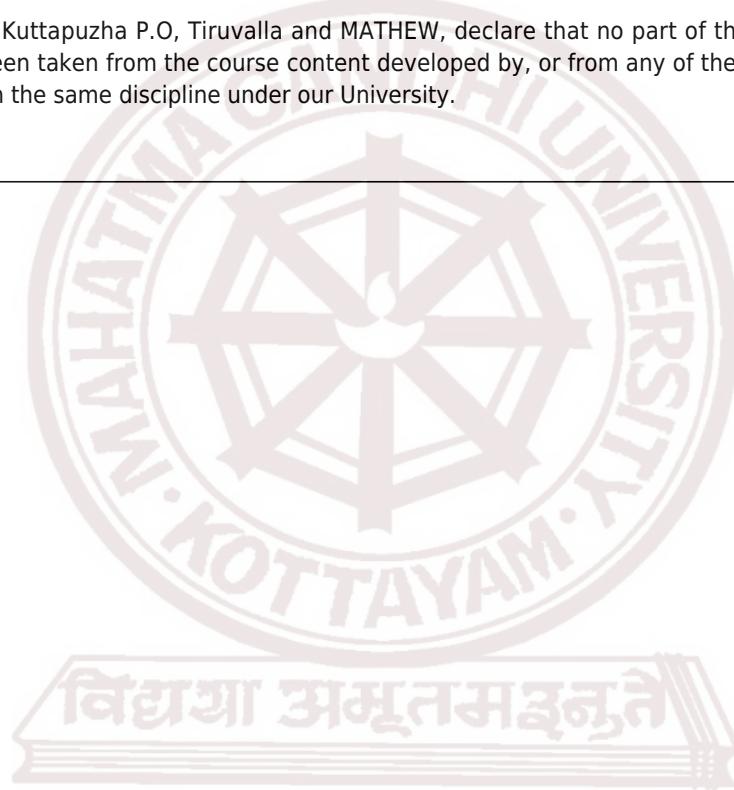 Kuttapuzha P.O, Tiruvalla and MATHEW, declare that no part of th
een taken from the course content developed by, or from any of the
n the same discipline under our University.
MAHATMA GANDHI UNIVERSITY
• KOTTAYAM •
विद्यया अमृतमश्नुते